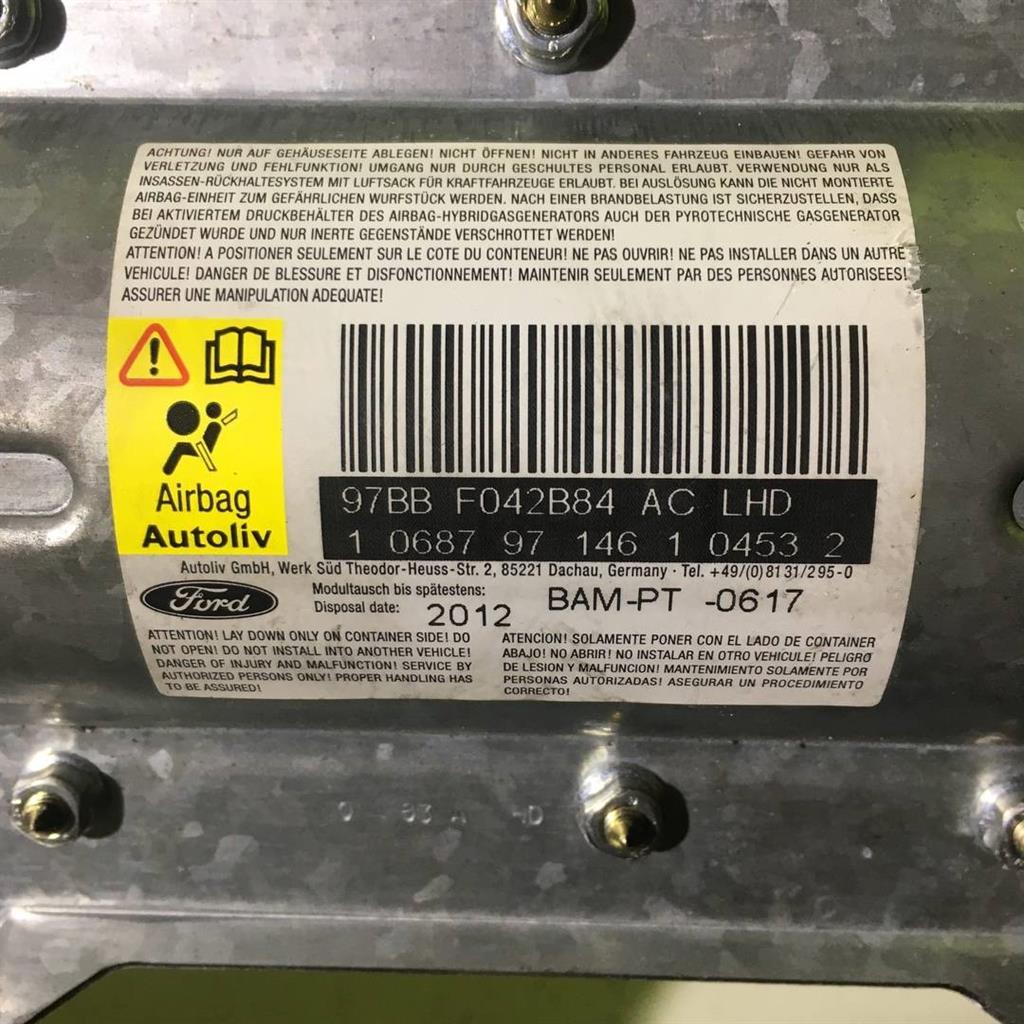 ACHTUNG! NUR AUF GEHÄUSESEITE ABLEGEN! NICHT ÖFFNEN! NICHT IN ANDERES FAHRZEUG EINBAUEN! GEFAHR VON
VERLETZUNG UND FEHLFUNKTION! UMGANG NUR DURCH GESCHULTES PERSONAL ERLAUBT. VERWENDUNG NUR ALS
INSASSEN-RÜCKHALTESYSTEM MIT LUFTSACK FÜR KRAFTFAHRZEUGE ERLAUBT. BEI AUSLÖSUNG KANN DIE NICHT MONTIERTE
AIRBAG-EINHEIT ZUM GEFÄHRLICHEN WURFSTÜCK WERDEN. NACH EINER BRANDBELASTUNG IST SICHERZUSTELLEN, DASS
BEI AKTIVIERTEM DRUCKBEHÄLTER DES AIRBAG-HYBRIDGASGENERATORS AUCH DER PYROTECHNISCHE GASGENERATOR
GEZÜNDET WURDE UND NUR INERTE GEGENSTÄNDE VERSCHROTTET WERDEN!
ATTENTION! A POSITIONER SEULEMENT SUR LE COTE DU CONTENEUR! NE PAS OUVRIR! NE PAS INSTALLER DANS UN AUTRE
VEHICULE! DANGER DE BLESSURE ET DISFONCTIONNEMENT! MAINTENIR SEULEMENT PAR DES PERSONNES AUTORISEES!
ASSURER UNE MANIPULATION ADEQUATE!
Airbag
Autoliv
97BB F042B84 AC LHD
1 0687 97 146 1 0453 2
Autoliv GmbH, Werk Süd Theodor-Heuss-Str. 2, 85221 Dachau, Germany · Tel. +49/(0)8131/295-0
Ford
Modultausch bis spätestens:
Disposal date: 2012 BAM-PT -0617
ATTENTION! LAY DOWN ONLY ON CONTAINER SIDE! DO
NOT OPEN! DO NOT INSTALL INTO ANOTHER VEHICLE!
DANGER OF INJURY AND MALFUNCTION! SERVICE BY
AUTHORIZED PERSONS ONLY! PROPER HANDLING HAS
TO BE ASSURED!
ATENCION! SOLAMENTE PONER CON EL LADO DE CONTAINER
ABAJO! NO ABRIR! NO INSTALAR EN OTRO VEHICULE! PELIGRO
DE LESION Y MALFUNCION! MANTENIMIENTO SOLAMENTE POR
PERSONAS AUTORIZADAS! ASEGURAR UN PROCEDIMIENTO
CORRECTO!